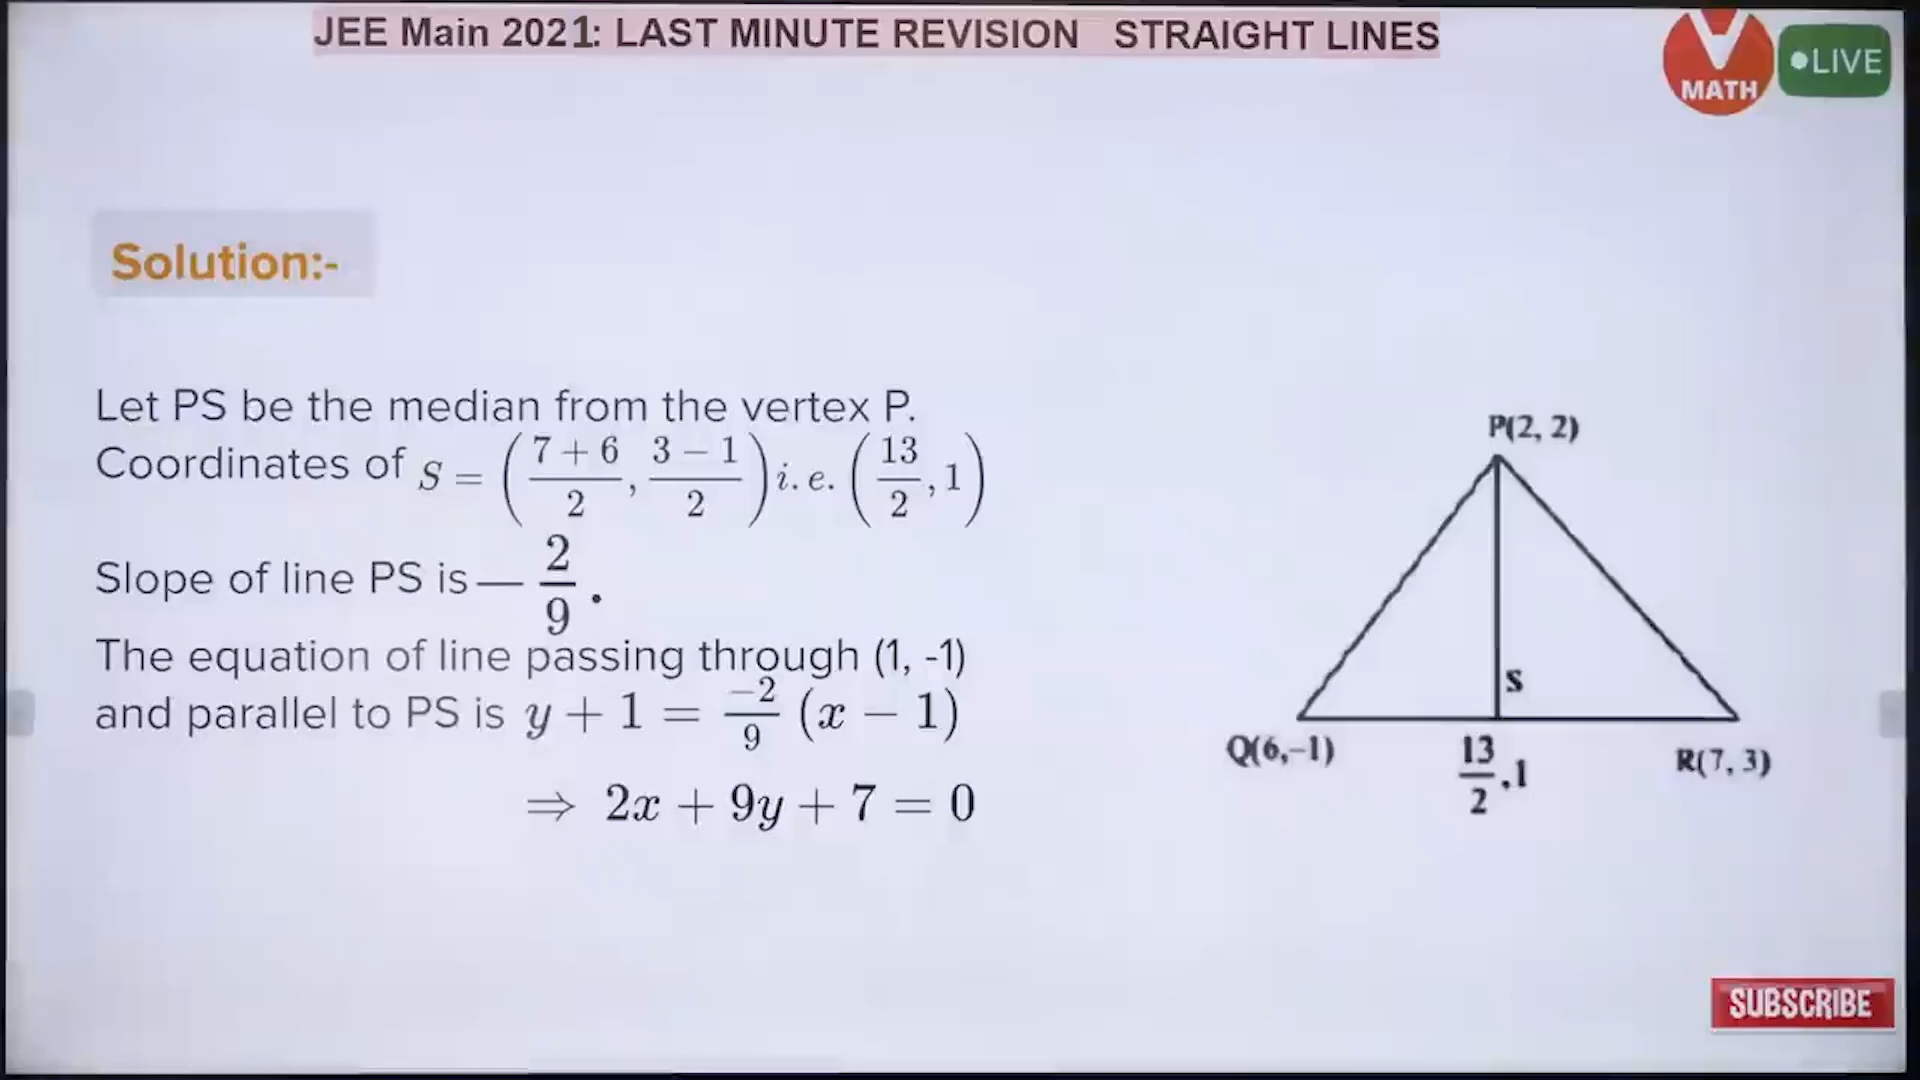 JEE Main 2021: LAST MINUTE REVISION STRAIGHT LINES
MATH
LIVE
Solution:-
Let PS be the median from the vertex P.
Coordinates of S = ( (7 + 6)/2 , (3 − 1)/2 ) i. e. ( 13/2 , 1 )
Slope of line PS is — 2/9 .
The equation of line passing through (1, -1)
and parallel to PS is y + 1 = −2/9 (x − 1)
⇒ 2x + 9y + 7 = 0
P(2, 2)
S
Q(6,−1)
13/2 ,1
R(7, 3)
SUBSCRIBE